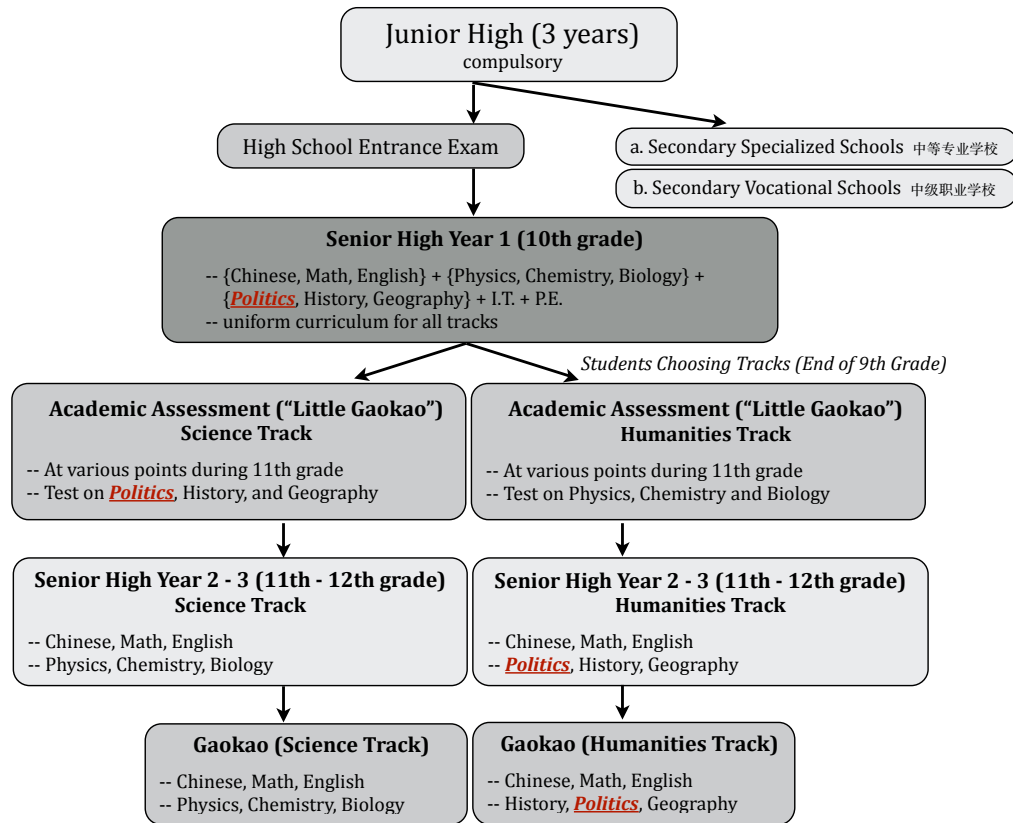 Junior High (3 years)
compulsory
High School Entrance Exam
a. Secondary Specialized Schools 中等专业学校
b. Secondary Vocational Schools 中级职业学校
Senior High Year 1 (10th grade)
-- {Chinese, Math, English} + {Physics, Chemistry, Biology} +
{Politics, History, Geography} + I.T. + P.E.
-- uniform curriculum for all tracks
Students Choosing Tracks (End of 9th Grade)
Academic Assessment (“Little Gaokao”)
Science Track
-- At various points during 11th grade
-- Test on Politics, History, and Geography
Academic Assessment (“Little Gaokao”)
Humanities Track
-- At various points during 11th grade
-- Test on Physics, Chemistry and Biology
Senior High Year 2 - 3 (11th - 12th grade)
Science Track
-- Chinese, Math, English
-- Physics, Chemistry, Biology
Senior High Year 2 - 3 (11th - 12th grade)
Humanities Track
-- Chinese, Math, English
-- Politics, History, Geography
Gaokao (Science Track)
-- Chinese, Math, English
-- Physics, Chemistry, Biology
Gaokao (Humanities Track)
-- Chinese, Math, English
-- History, Politics, Geography